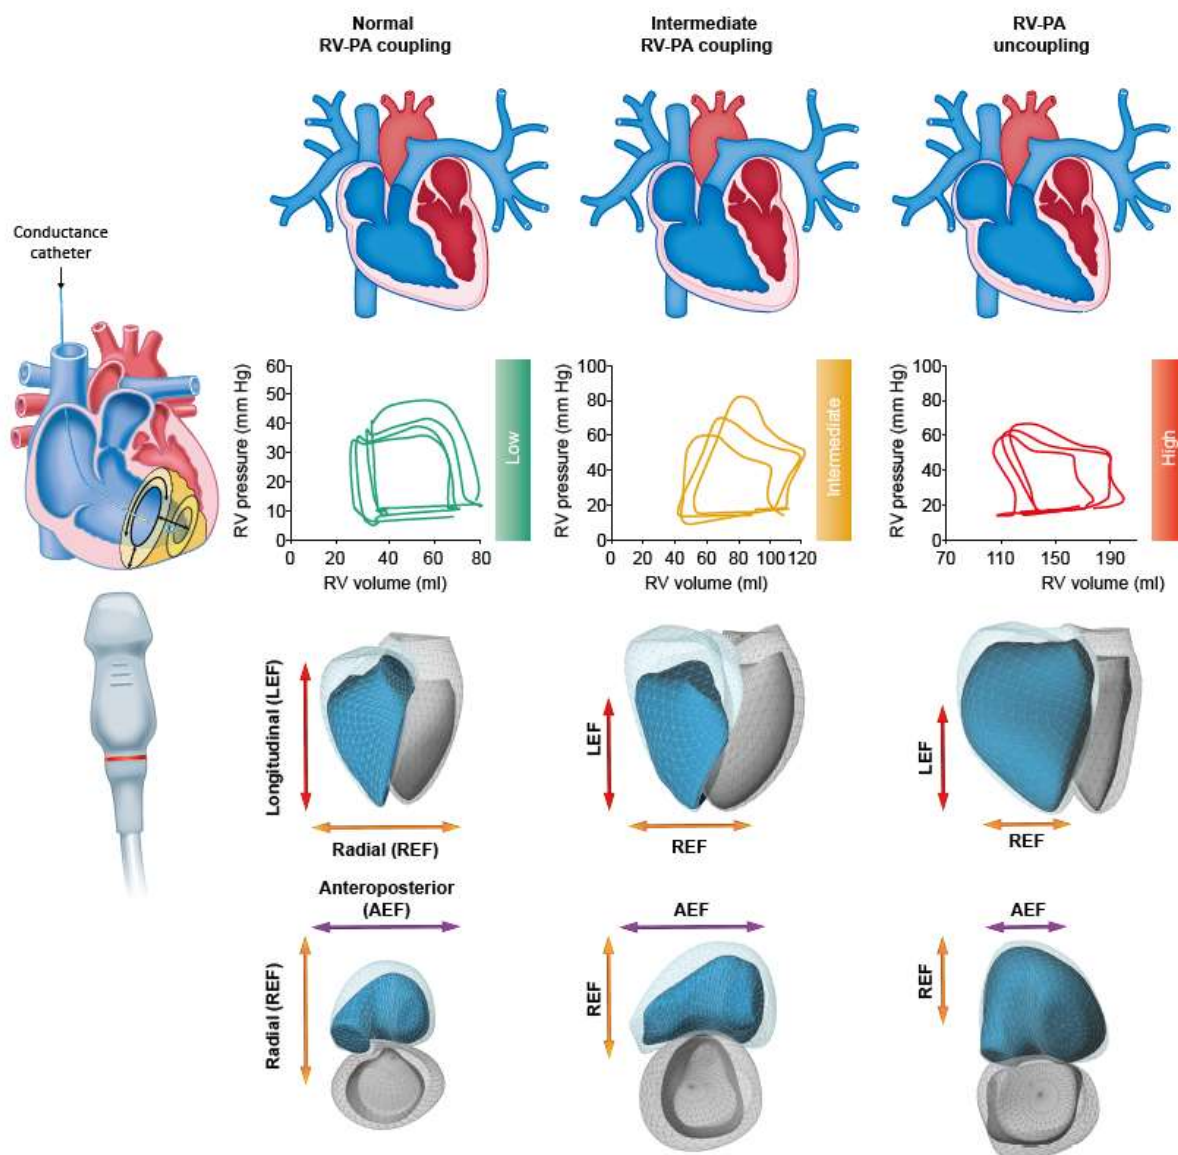 Normal
RV-PA coupling
Intermediate
RV-PA coupling
RV-PA
uncoupling
Conductance
catheter
RV pressure (mm Hg)
60
50
40
30
20
10
0
0
20
40
60
80
RV volume (ml)
Low
RV pressure (mm Hg)
100
80
60
40
20
0
0
20
40
60
80
100
120
RV volume (ml)
Intermediate
RV pressure (mm Hg)
100
80
60
40
20
0
70
110
150
190
RV volume (ml)
High
Longitudinal (LEF)
Radial (REF)
LEF
REF
LEF
REF
Anteroposterior
(AEF)
Radial (REF)
AEF
REF
AEF
REF